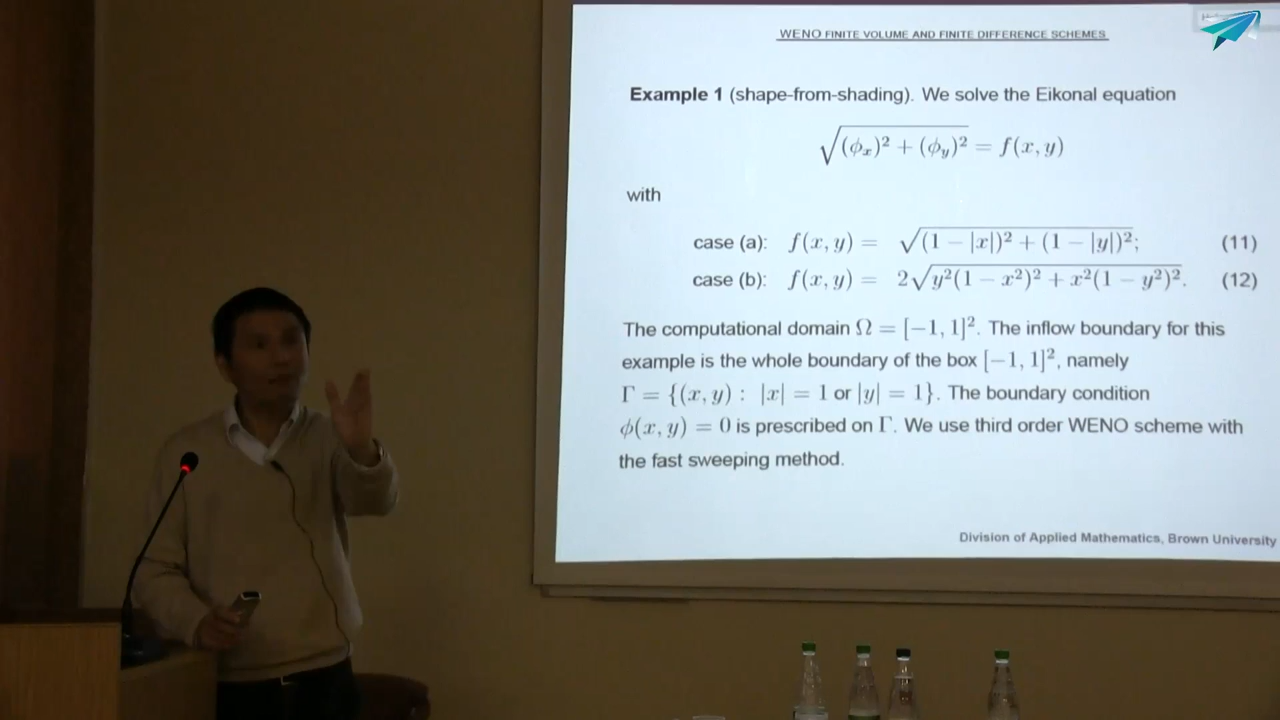 WENO FINITE VOLUME AND FINITE DIFFERENCE SCHEMES
Example 1 (shape-from-shading). We solve the Eikonal equation
√((ϕₓ)² + (ϕᵧ)²) = f(x, y)
with
case (a): f(x, y) = √((1 − |x|)² + (1 − |y|)²); (11)
case (b): f(x, y) = 2√(y²(1 − x²)² + x²(1 − y²)²). (12)
The computational domain Ω = [−1, 1]². The inflow boundary for this
example is the whole boundary of the box [−1, 1]², namely
Γ = {(x, y) : |x| = 1 or |y| = 1}. The boundary condition
ϕ(x, y) = 0 is prescribed on Γ. We use third order WENO scheme with
the fast sweeping method.
Division of Applied Mathematics, Brown University